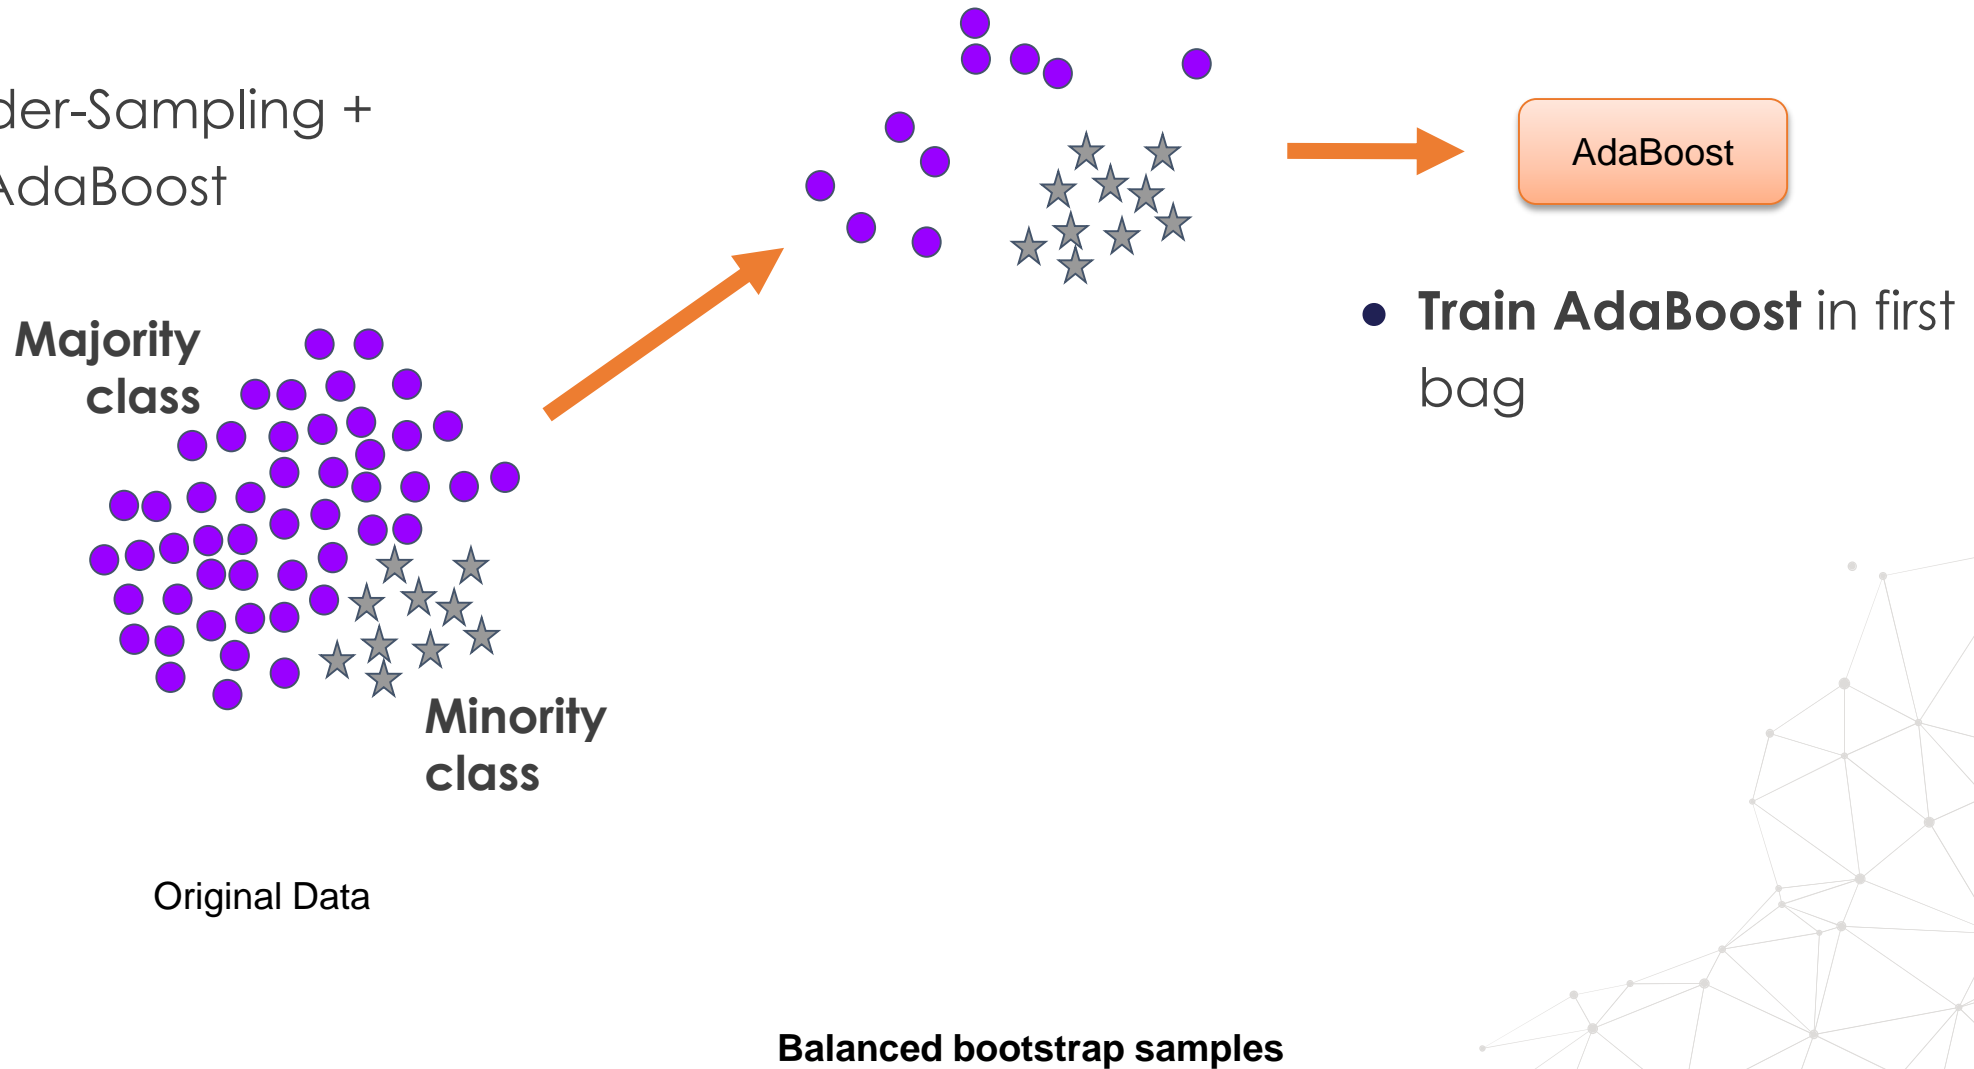 der-Sampling +
AdaBoost
AdaBoost
● Train AdaBoost in first
bag
Majority
class
Minority
class
Original Data
Balanced bootstrap samples